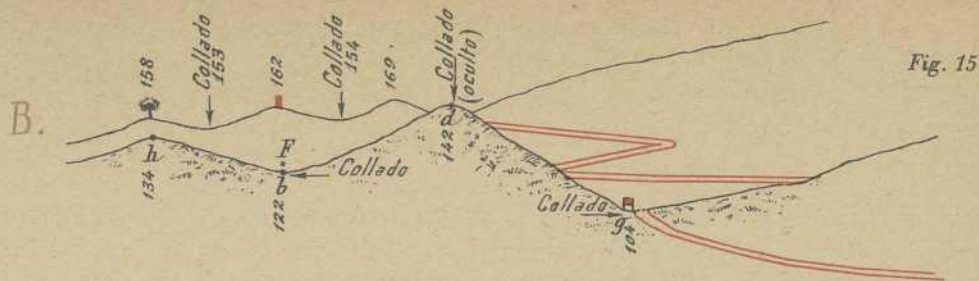 Fig. 15
B.
158
Collado
153
162
Collado
154
169
Collado
(oculto)
h
134
F
b
122
Collado
d
142
Collado
g
104